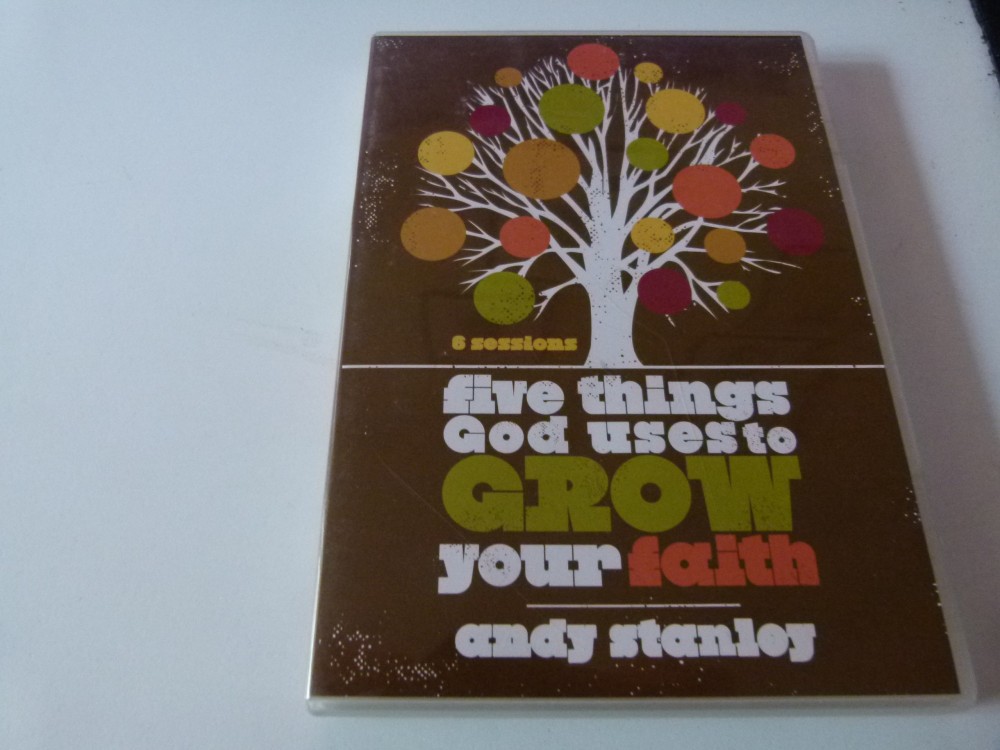 6 sessions
five things
God uses to
GROW
your faith
andy stanley